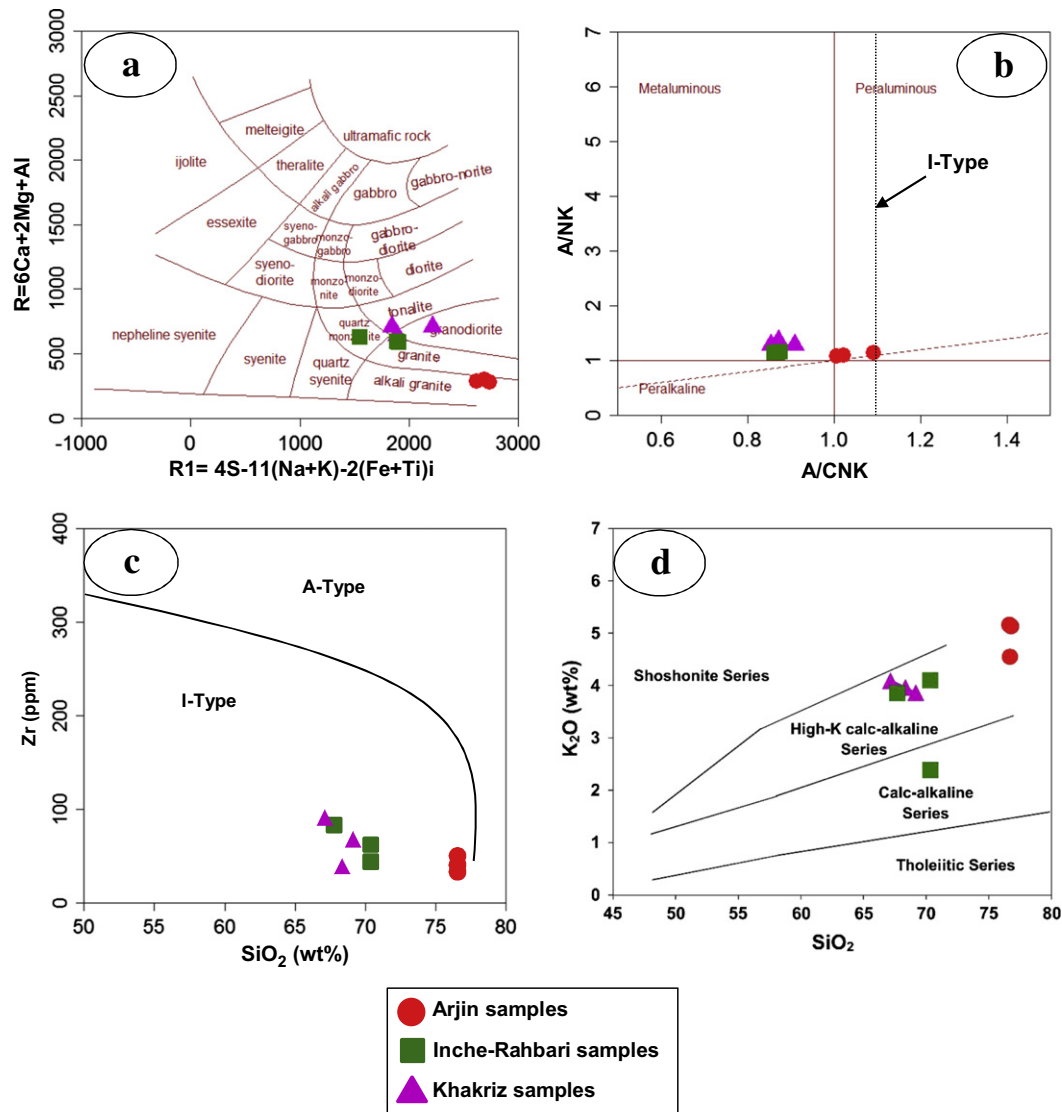 a
3000
2500
2000
1500
1000
500
0
R=6Ca+2Mg+Al
-1000
0
1000
2000
3000
R1= 4S-11(Na+K)-2(Fe+Ti)i
melteigite
ultramafic rock
ijolite
theralite
alkali gabbro
gabbro
gabbro-norite
essexite
syeno-
gabbro
monzo-
gabbro
gabbro-
diorite
syeno-
diorite
monzo-
nite
monzo-
diorite
diorite
tonalite
nepheline syenite
quartz
granodiorite
syenite
granite
quartz
syenite
alkali granite
b
7
6
5
4
3
2
1
0
A/NK
Metaluminous
Peraluminous
I-Type
Peralkaline
0.6
0.8
1.0
1.2
1.4
A/CNK
c
400
300
200
100
0
Zr (ppm)
A-Type
I-Type
50
55
60
65
70
75
80
SiO₂ (wt%)
d
7
6
5
4
3
2
1
0
K₂O (wt%)
Shoshonite Series
High-K calc-alkaline
Series
Calc-alkaline
Series
Tholeiitic Series
45
50
55
60
65
70
75
80
SiO₂
Arjin samples
Inche-Rahbari samples
Khakriz samples